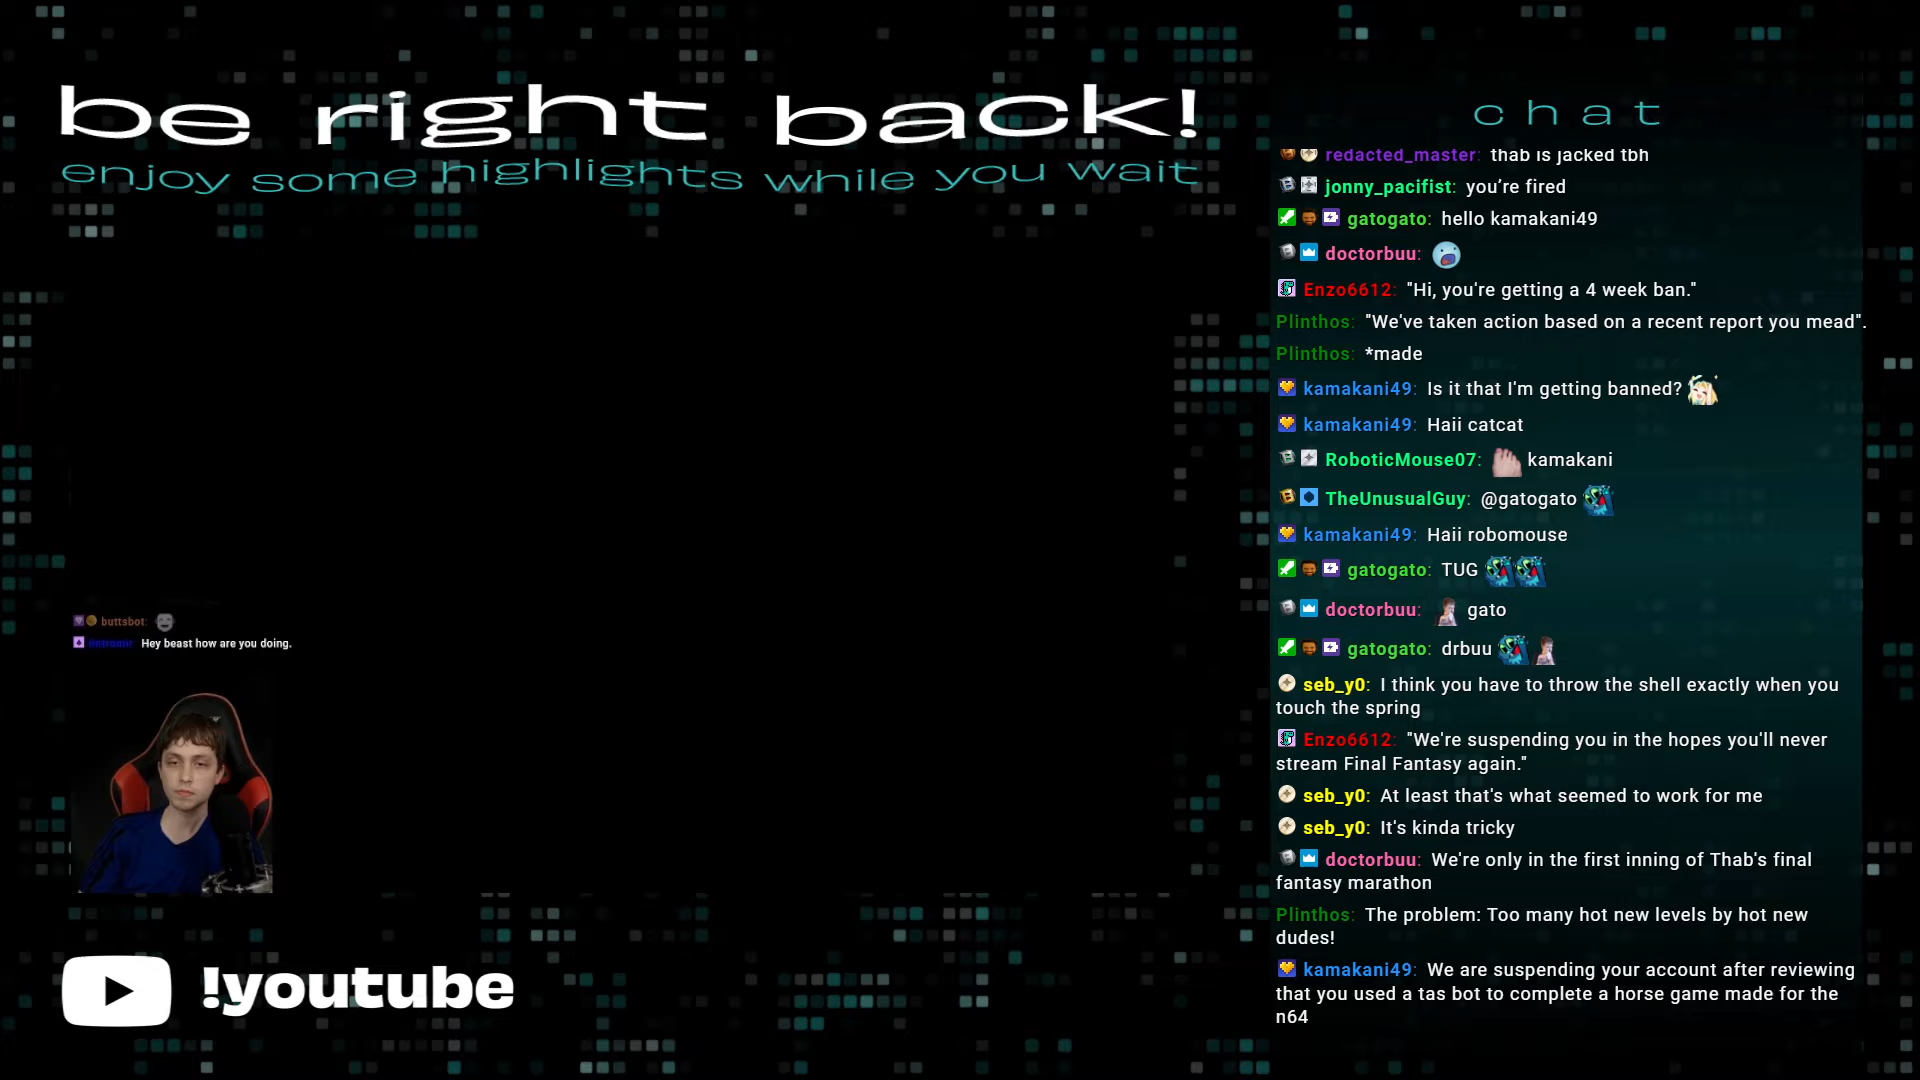 be right back!
enjoy some highlights while you wait
chat
redacted_master: thab is jacked tbh
jonny_pacifist: you’re fired
gatogato: hello kamakani49
doctorbuu:
Enzo6612: "Hi, you're getting a 4 week ban."
Plinthos: "We've taken action based on a recent report you mead".
Plinthos: *made
kamakani49: Is it that I'm getting banned?
kamakani49: Haii catcat
RoboticMouse07: kamakani
TheUnusualGuy: @gatogato
kamakani49: Haii robomouse
gatogato: TUG
doctorbuu: gato
gatogato: drbuu
seb_y0: I think you have to throw the shell exactly when you
touch the spring
Enzo6612: "We're suspending you in the hopes you'll never
stream Final Fantasy again."
seb_y0: At least that's what seemed to work for me
seb_y0: It's kinda tricky
doctorbuu: We're only in the first inning of Thab's final
fantasy marathon
Plinthos: The problem: Too many hot new levels by hot new
dudes!
kamakani49: We are suspending your account after reviewing
that you used a tas bot to complete a horse game made for the
n64
buttsbot:
Hey beast how are you doing.
!youtube